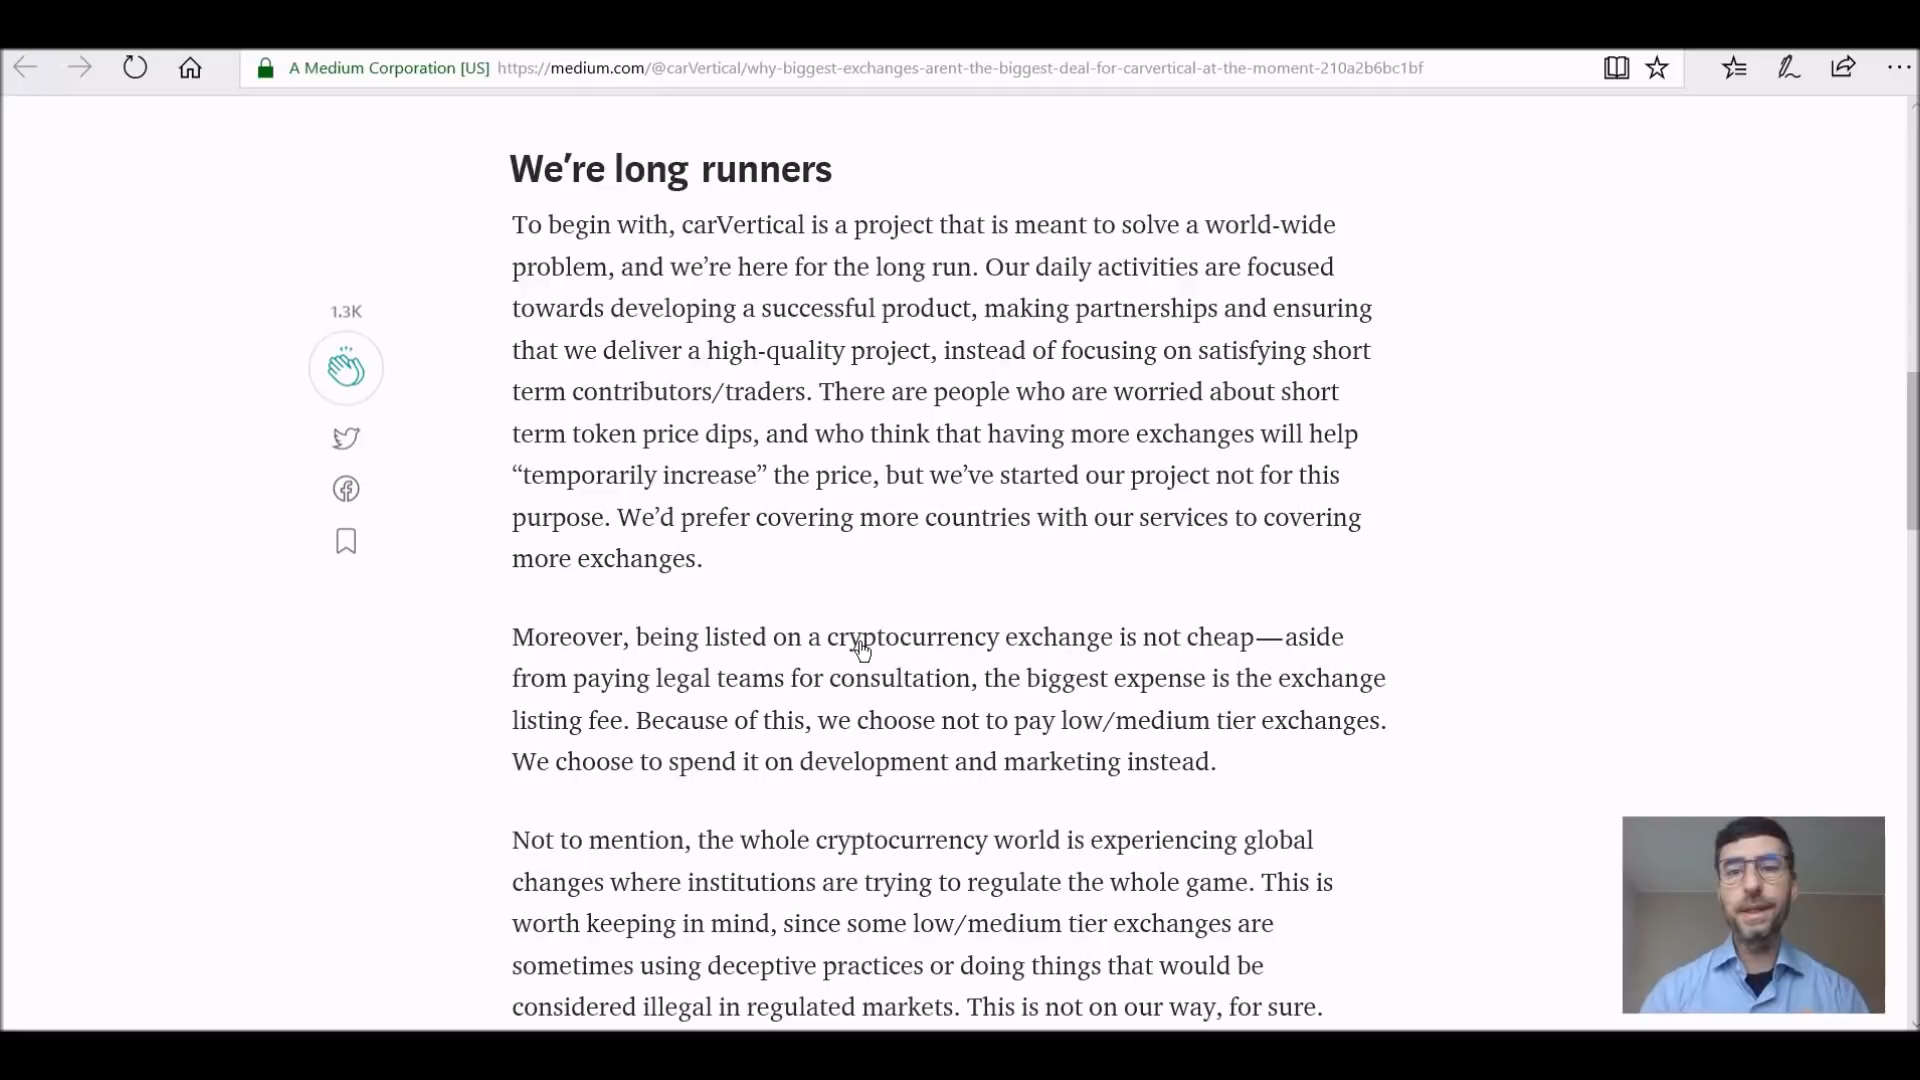 A Medium Corporation [US] https://medium.com/@carVertical/why-biggest-exchanges-arent-the-biggest-deal-for-carvertical-at-the-moment-210a2b6bc1bf
We’re long runners
To begin with, carVertical is a project that is meant to solve a world-wide
problem, and we’re here for the long run. Our daily activities are focused
towards developing a successful product, making partnerships and ensuring
that we deliver a high-quality project, instead of focusing on satisfying short
term contributors/traders. There are people who are worried about short
term token price dips, and who think that having more exchanges will help
“temporarily increase” the price, but we’ve started our project not for this
purpose. We’d prefer covering more countries with our services to covering
more exchanges.
1.3K
Moreover, being listed on a cryptocurrency exchange is not cheap — aside
from paying legal teams for consultation, the biggest expense is the exchange
listing fee. Because of this, we choose not to pay low/medium tier exchanges.
We choose to spend it on development and marketing instead.
Not to mention, the whole cryptocurrency world is experiencing global
changes where institutions are trying to regulate the whole game. This is
worth keeping in mind, since some low/medium tier exchanges are
sometimes using deceptive practices or doing things that would be
considered illegal in regulated markets. This is not on our way, for sure.